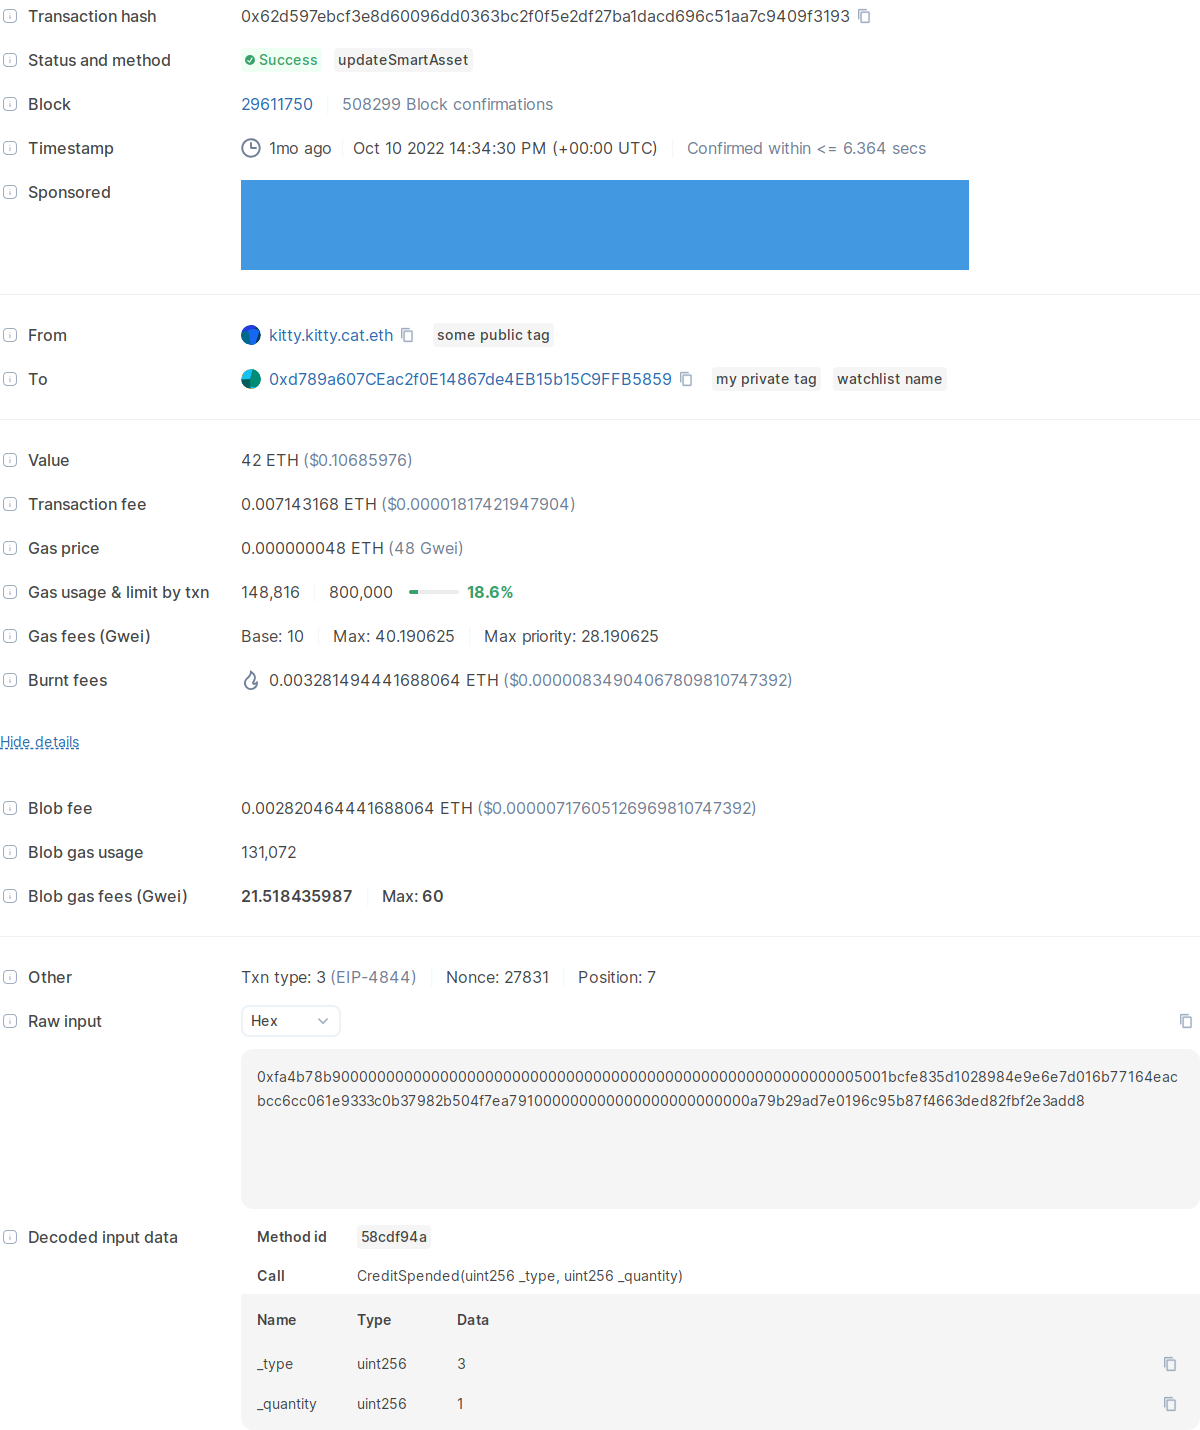 Transaction hash 0x62d597ebcf3e8d60096dd0363bc2f0f5e2df27ba1dacd696c51aa7c9409f3193
Status and method Success updateSmartAsset
Block 29611750 508299 Block confirmations
Timestamp 1mo ago Oct 10 2022 14:34:30 PM (+00:00 UTC) Confirmed within <= 6.364 secs
Sponsored
From kitty.kitty.cat.eth some public tag
To 0xd789a607CEac2f0E14867de4EB15b15C9FFB5859 my private tag watchlist name
Value 42 ETH ($0.10685976)
Transaction fee 0.007143168 ETH ($0.00001817421947904)
Gas price 0.000000048 ETH (48 Gwei)
Gas usage & limit by txn 148,816 800,000 18.6%
Gas fees (Gwei) Base: 10 Max: 40.190625 Max priority: 28.190625
Burnt fees 0.003281494441688064 ETH ($0.000008349040678098​10747392)
Hide details
Blob fee 0.002820464441688064 ETH ($0.00000717605126969810747392)
Blob gas usage 131,072
Blob gas fees (Gwei) 21.518435987 Max: 60
Other Txn type: 3 (EIP-4844) Nonce: 27831 Position: 7
Raw input Hex
0xfa4b78b90000000000000000000000000000000000000000000000000000000005001bcfe835d1028984e9e6e7d016b77164eac
bcc6cc061e9333c0b37982b504f7ea791000000000000000000000000a79b29ad7e0196c95b87f4663ded82fbf2e3add8
Decoded input data Method id 58cdf94a
Call CreditSpended(uint256 _type, uint256 _quantity)
Name Type Data
_type uint256 3
_quantity uint256 1